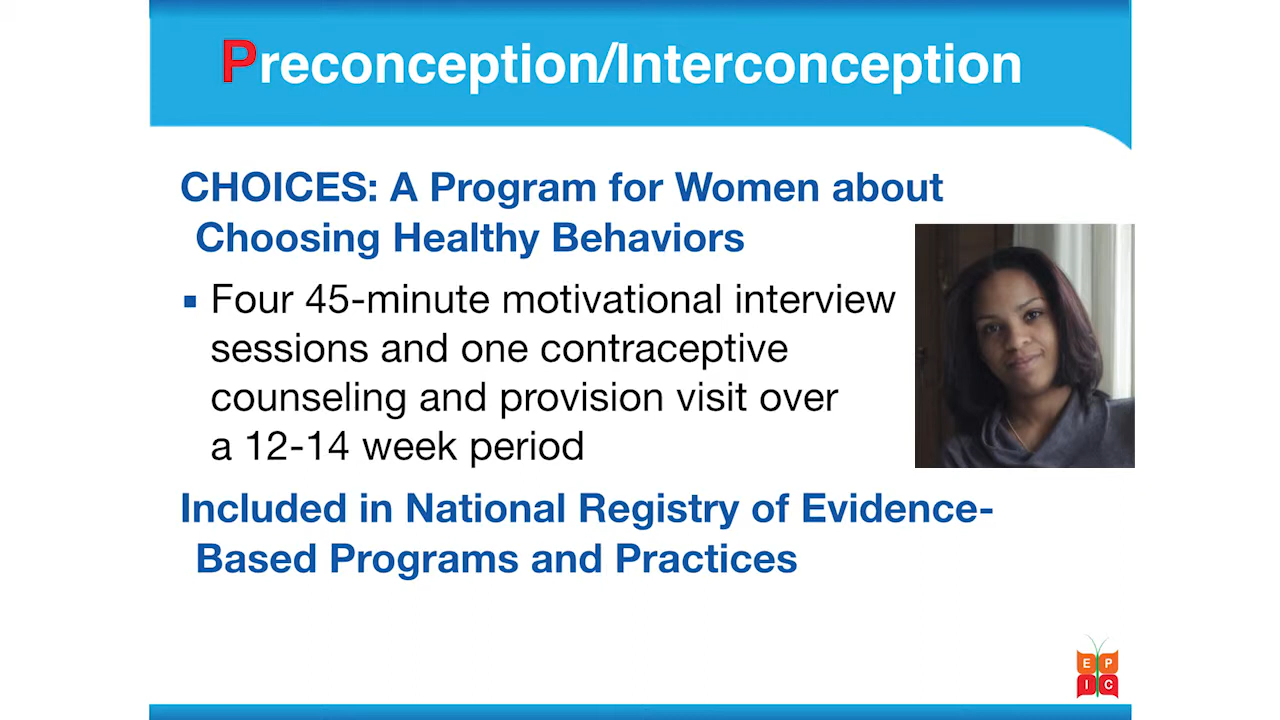 Preconception/Interconception
CHOICES: A Program for Women about
Choosing Healthy Behaviors
Four 45-minute motivational interview
sessions and one contraceptive
counseling and provision visit over
a 12-14 week period
Included in National Registry of Evidence-
Based Programs and Practices
E P
I C